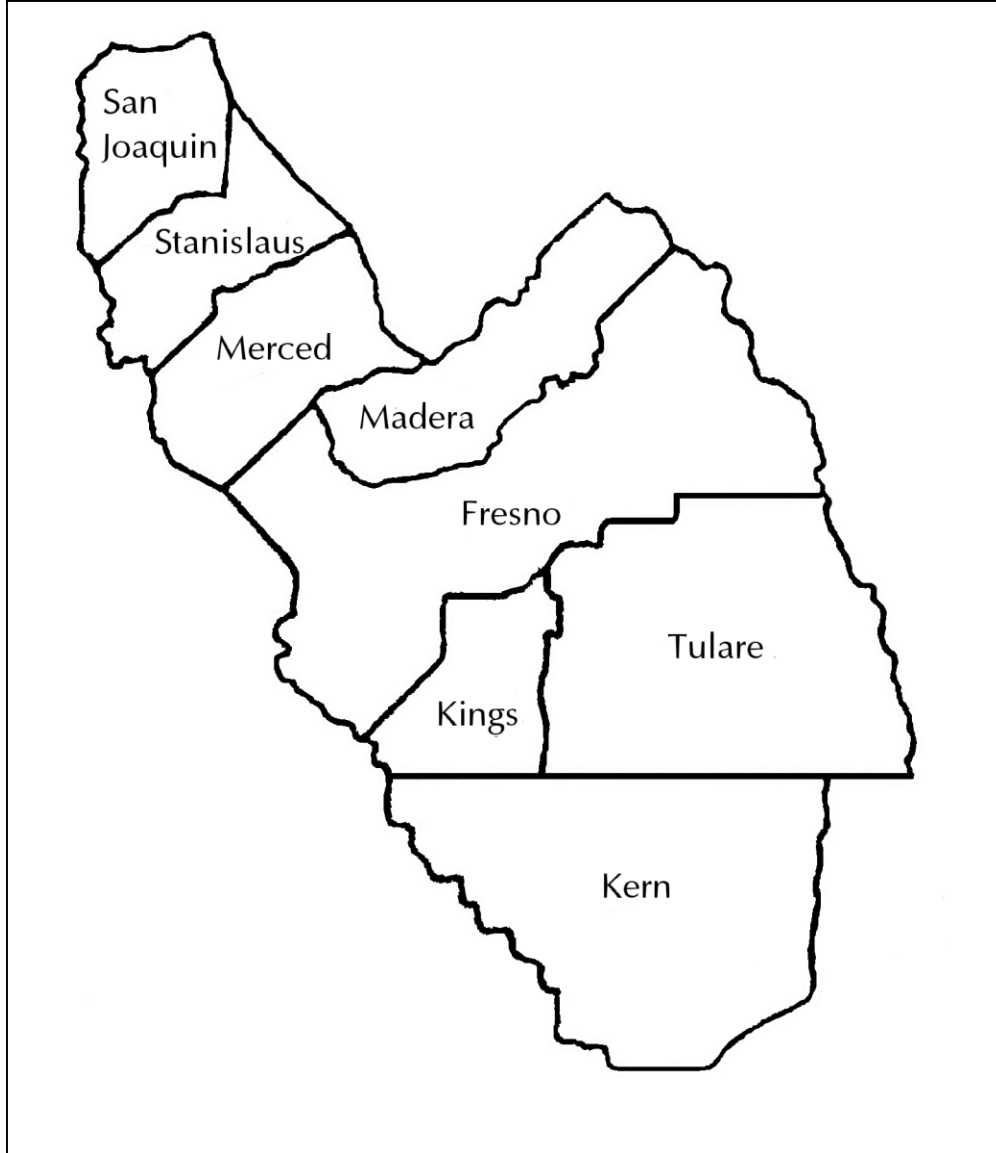 San
Joaquin
Stanislaus
Merced
Madera
Fresno
Tulare
Kings
Kern